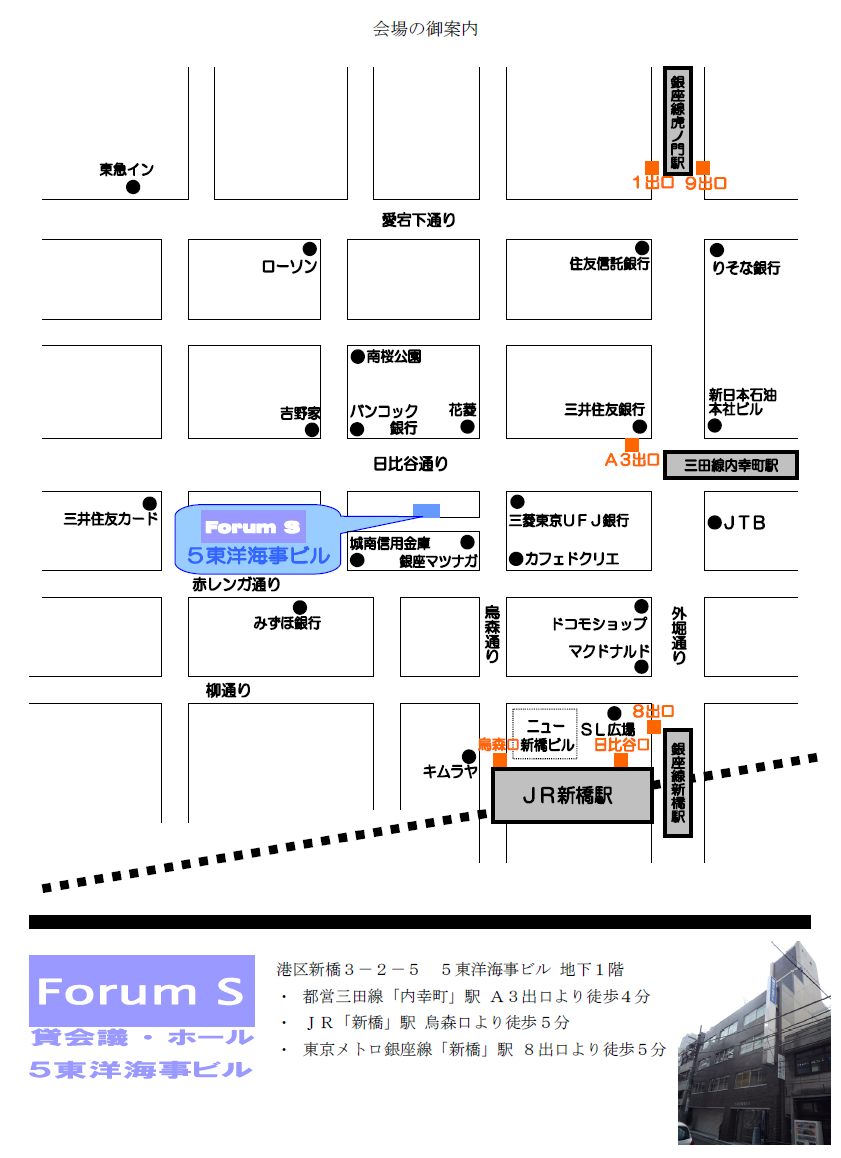 会場の御案内
銀座線虎ノ門駅
東急イン
1出口
9出口
愛宕下通り
ローソン
住友信託銀行
りそな銀行
南桜公園
吉野家
バンコック
銀行
花菱
三井住友銀行
新日本石油
本社ビル
A3出口
日比谷通り
三田線内幸町駅
三井住友カード
Forum S
5東洋海事ビル
城南信用金庫
銀座マツナガ
三菱東京UFJ銀行
カフェドクリエ
JTB
赤レンガ通り
みずほ銀行
烏森通り
ドコモショップ
マクドナルド
外堀通り
柳通り
ニュー
新橋ビル
SL広場
8出口
烏森口
日比谷口
キムラヤ
JR新橋駅
銀座線新橋駅
Forum S
貸会議・ホール
5東洋海事ビル
港区新橋3-2-5 5東洋海事ビル 地下1階
・ 都営三田線「内幸町」駅 A3出口より徒歩4分
・ JR「新橋」駅 烏森口より徒歩5分
・ 東京メトロ銀座線「新橋」駅 8出口より徒歩5分